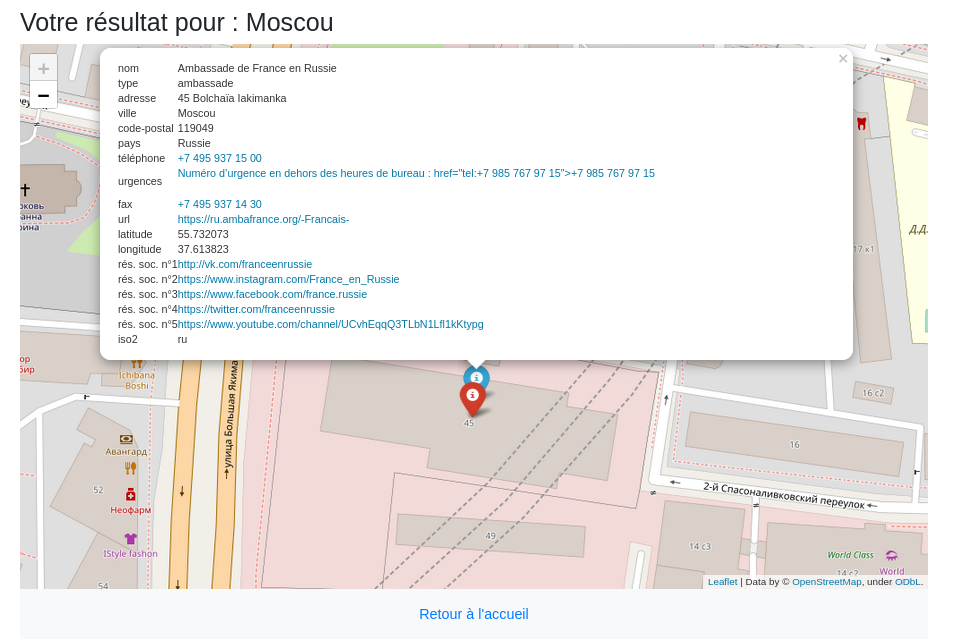 Votre résultat pour : Moscou
+
−
×
nom Ambassade de France en Russie
type ambassade
adresse 45 Bolchaïa Iakimanka
ville Moscou
code-postal 119049
pays Russie
téléphone +7 495 937 15 00
urgences Numéro d’urgence en dehors des heures de bureau : href="tel:+7 985 767 97 15">+7 985 767 97 15
fax +7 495 937 14 30
url https://ru.ambafrance.org/-Francais-
latitude 55.732073
longitude 37.613823
rés. soc. n°1 http://vk.com/franceenrussie
rés. soc. n°2 https://www.instagram.com/France_en_Russie
rés. soc. n°3 https://www.facebook.com/france.russie
rés. soc. n°4 https://twitter.com/franceenrussie
rés. soc. n°5 https://www.youtube.com/channel/UCvhEqqQ3TLbN1Lfl1kKtypg
iso2 ru
17 к1
Ichibana
Boshi
улица Большая Якима
45
16 с2
16
Авангард
52
Неофарм
2-й Спасоналивковский переулок
49
IStyle fashon
14 с3
World Class
14 с2
World
54
Leaflet | Data by © OpenStreetMap, under ODbL.
Retour à l'accueil